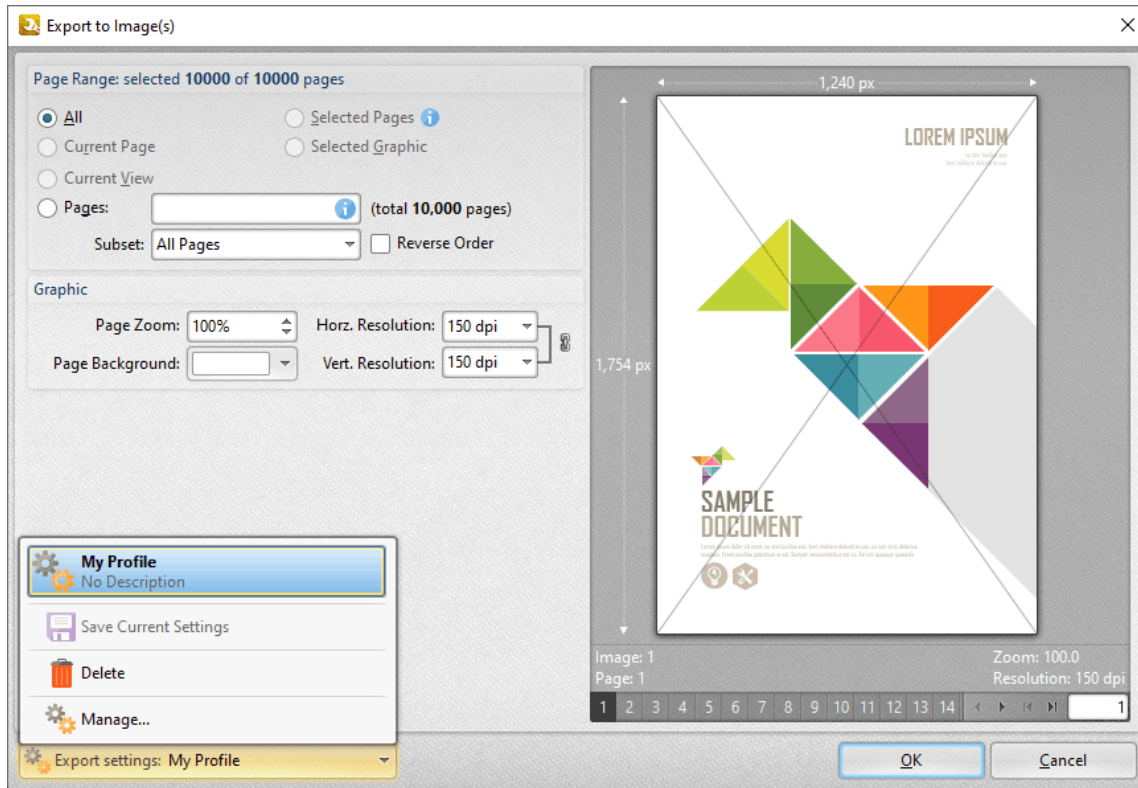 Export to Image(s)
Page Range: selected 10000 of 10000 pages
All
Selected Pages
Current Page
Selected Graphic
Current View
Pages:
(total 10,000 pages)
Subset: All Pages
Reverse Order
Graphic
Page Zoom: 100%
Horz. Resolution: 150 dpi
Page Background:
Vert. Resolution: 150 dpi
My Profile
No Description
Save Current Settings
Delete
Manage...
Export settings: My Profile
1,240 px
1,754 px
LOREM IPSUM
SAMPLE
DOCUMENT
Image: 1
Zoom: 100.0
Page: 1
Resolution: 150 dpi
1 2 3 4 5 6 7 8 9 10 11 12 13 14
1
OK
Cancel